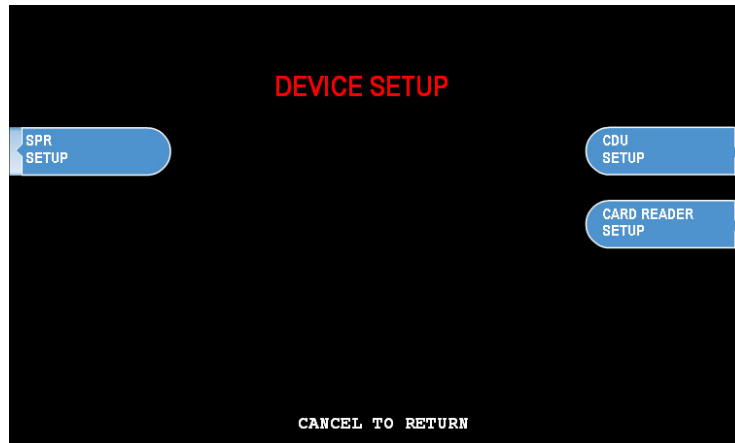 DEVICE SETUP
SPR
SETUP
CDU
SETUP
CARD READER
SETUP
CANCEL TO RETURN